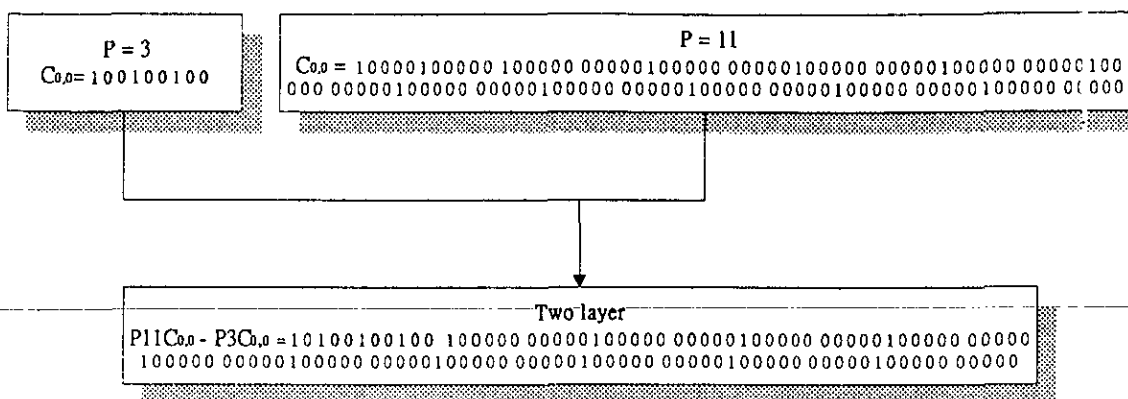 P = 3
C0,0= 100100100
P = 11
C0,0 = 10000100000 100000 00000100000 00000100000 00000100000 00000100
000 00000100000 00000100000 00000100000 00000100000 00000100000 00000
Two layer
P11C0,0 - P3C0,0 = 10100100100 100000 00000100000 00000100000 00000100000 00000
100000 00000100000 00000100000 00000100000 00000100000 00000100000 00000